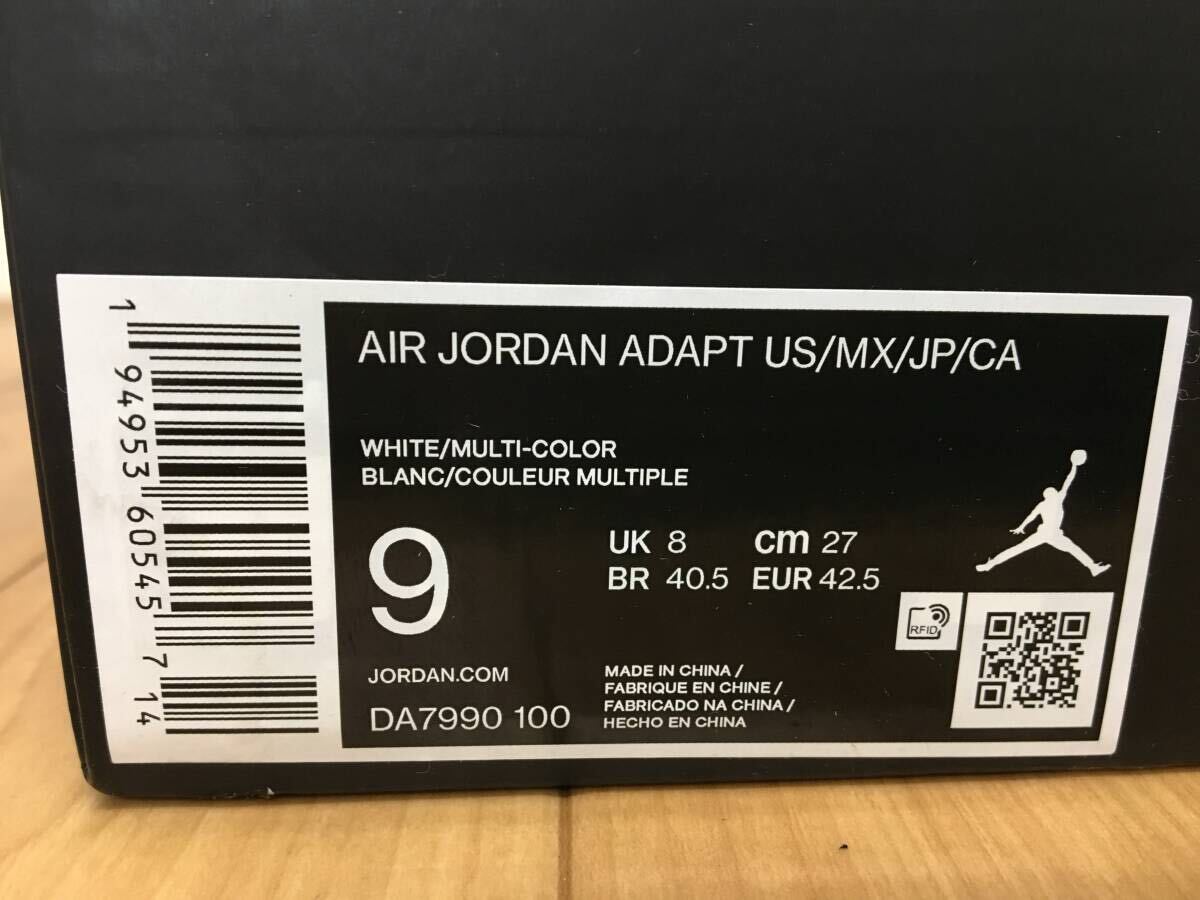 AIR JORDAN ADAPT US/MX/JP/CA
WHITE/MULTI-COLOR
BLANC/COULEUR MULTIPLE
9
UK 8 cm 27
BR 40.5 EUR 42.5
RFID
JORDAN.COM
DA7990 100
MADE IN CHINA /
FABRIQUE EN CHINE /
FABRICADO NA CHINA /
HECHO EN CHINA
1 94953 60545 7 14